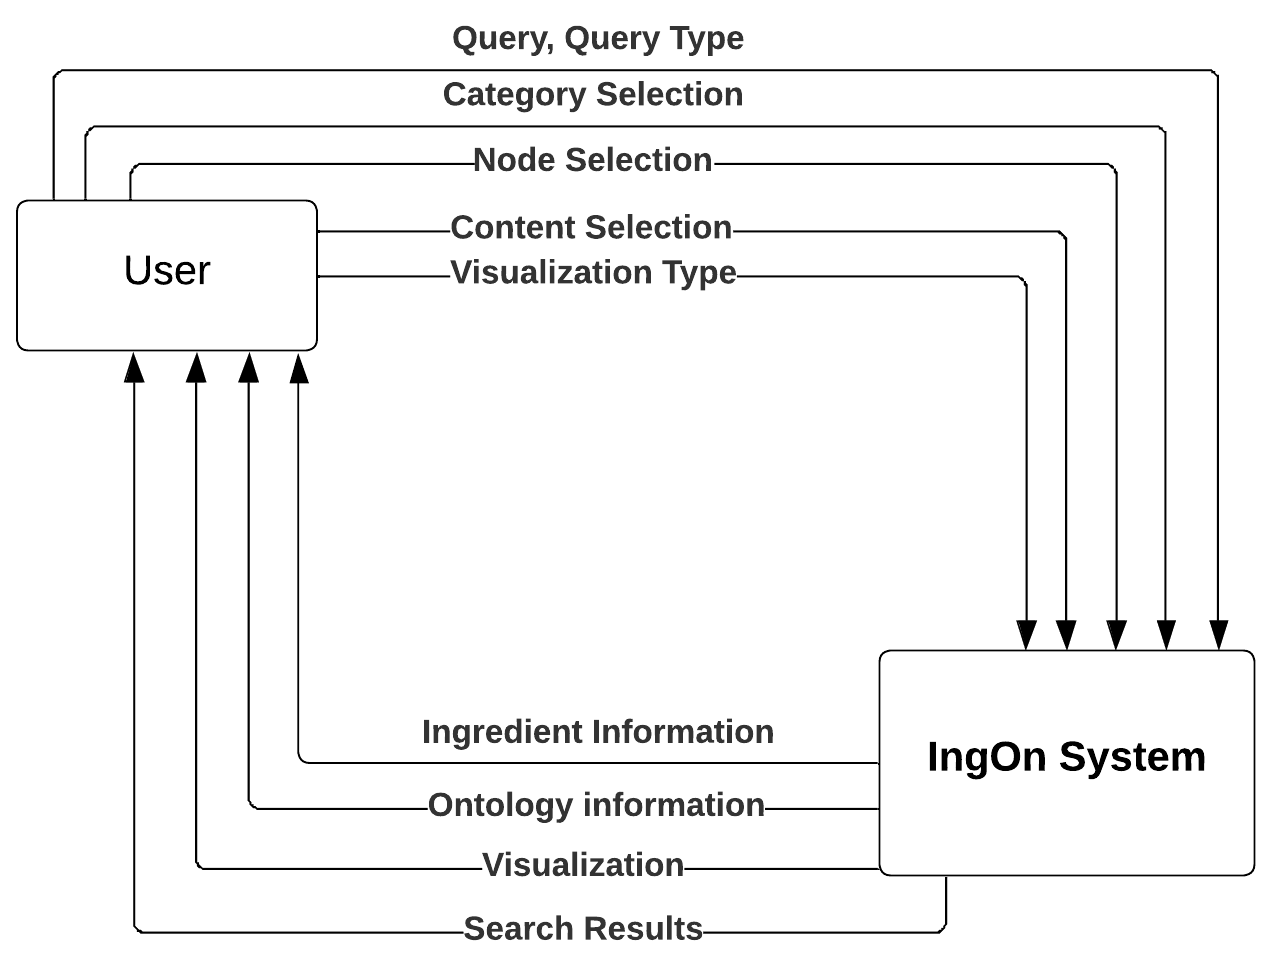 Query, Query Type
Category Selection
Node Selection
Content Selection
User
Visualization Type
Ingredient Information
IngOn System
Ontology information
Visualization
Search Results